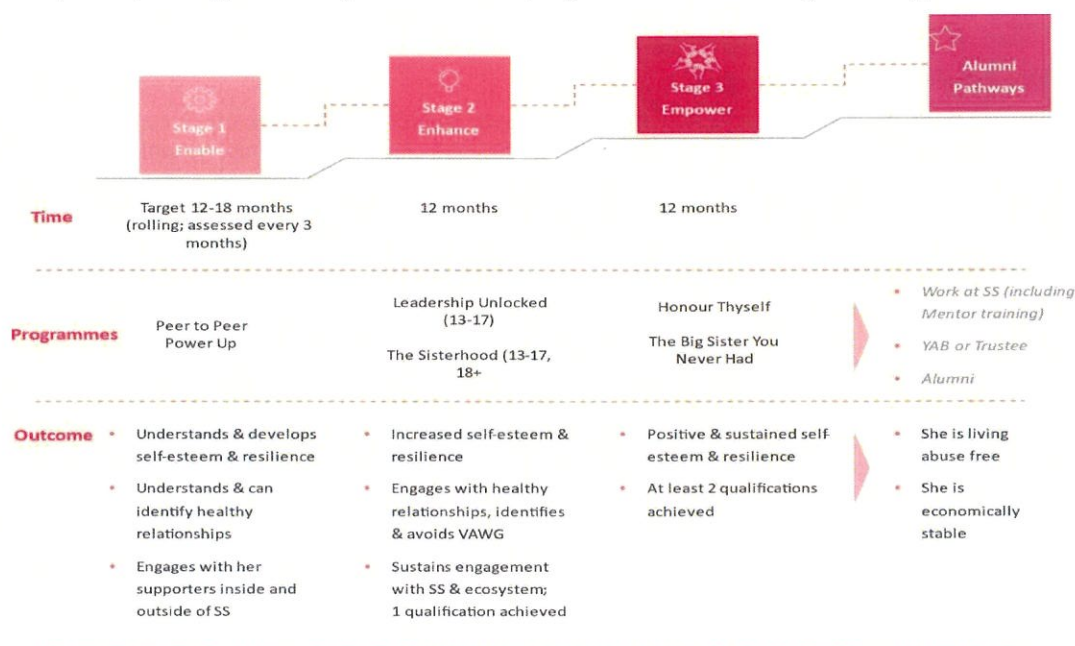 Stage 1
Enable
Stage 2
Enhance
Stage 3
Empower
Alumni
Pathways
Time
Target 12-18 months
(rolling; assessed every 3
months)
12 months
12 months
Programmes
Peer to Peer
Power Up
Leadership Unlocked
(13-17)
The Sisterhood (13-17,
18+
Honour Thyself
The Big Sister You
Never Had
• Work at SS (including
Mentor training)
• YAB or Trustee
• Alumni
Outcome
• Understands & develops
self-esteem & resilience
• Understands & can
identify healthy
relationships
• Engages with her
supporters inside and
outside of SS
• Increased self-esteem &
resilience
• Engages with healthy
relationships, identifies
& avoids VAWG
• Sustains engagement
with SS & ecosystem;
1 qualification achieved
• Positive & sustained self-
esteem & resilience
• At least 2 qualifications
achieved
• She is living
abuse free
• She is
economically
stable